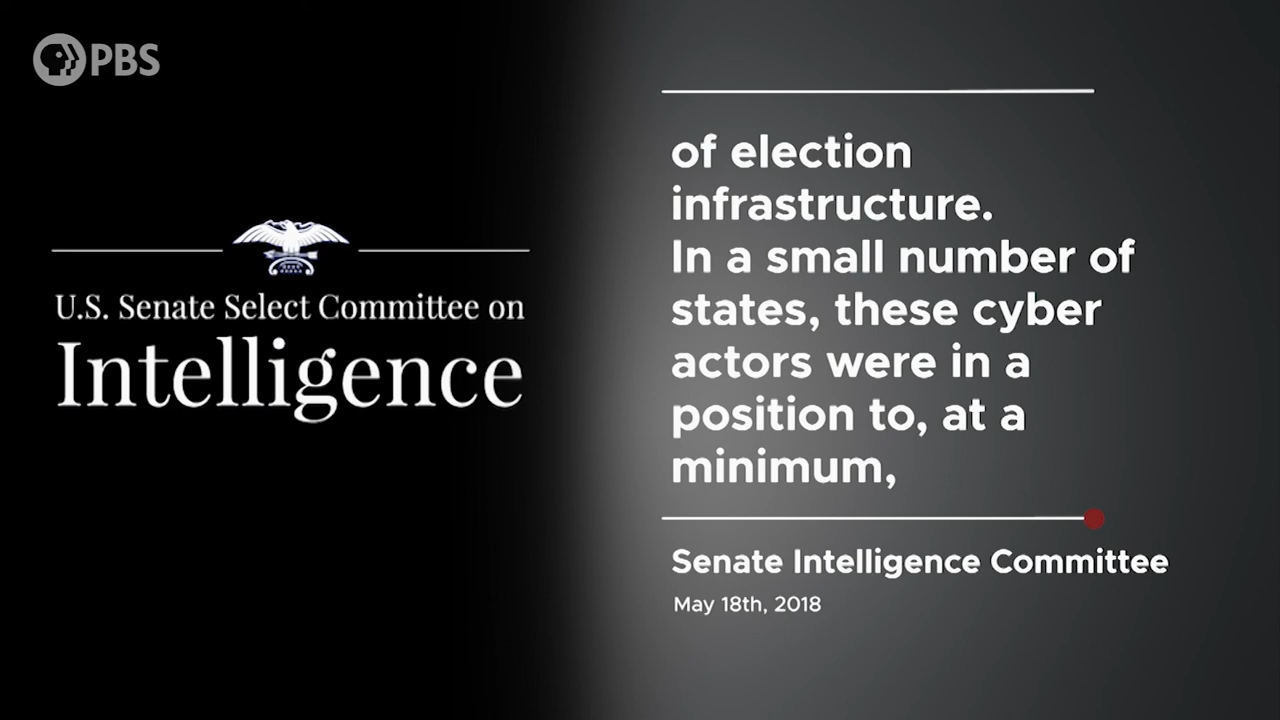 PBS
U.S. Senate Select Committee on
Intelligence
of election
infrastructure.
In a small number of
states, these cyber
actors were in a
position to, at a
minimum,
Senate Intelligence Committee
May 18th, 2018